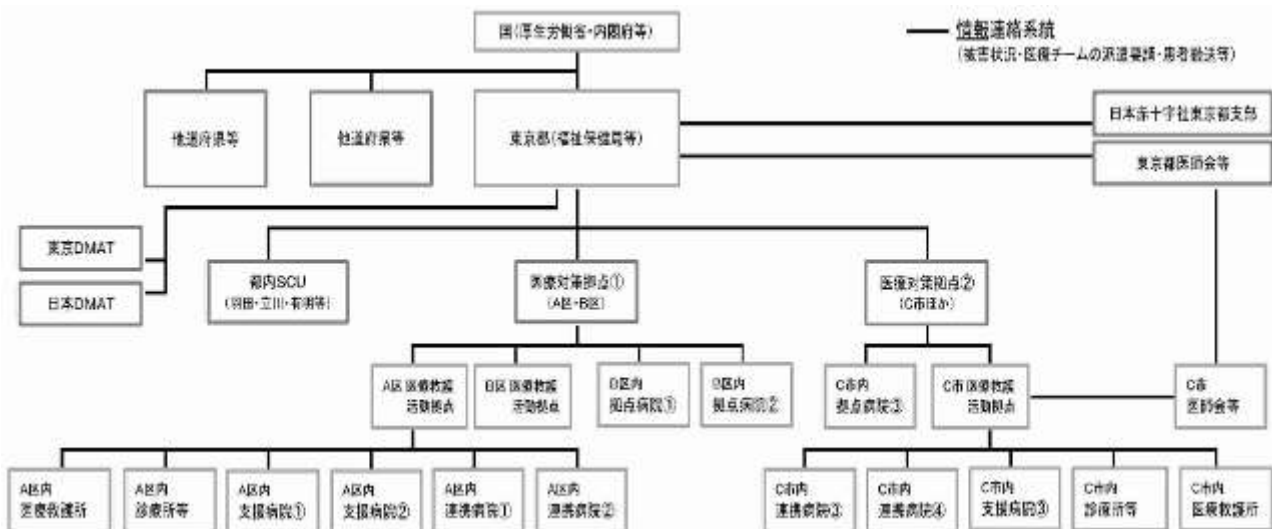 国(厚生労働省・内閣府等)
情報連絡系統
(被害状況・医療チームの派遣要請・患者搬送等)
他道府県等
他道府県等
東京都(福祉保健局等)
日本赤十字社東京都支部
東京都医師会等
東京DMAT
日本DMAT
都内SCU
(羽田・立川・有明等)
医療対策拠点①
(A区・B区)
医療対策拠点②
(C市ほか)
A区医療救護
活動拠点
B区医療救護
活動拠点
B区内
拠点病院①
B区内
拠点病院②
C市内
拠点病院③
C市医療救護
活動拠点
C市
医師会等
A区内
医療救護所
A区内
診療所等
A区内
支援病院①
A区内
支援病院②
A区内
連携病院①
A区内
連携病院②
C市内
連携病院③
C市内
連携病院④
C市内
支援病院③
C市内
診療所等
C市内
医療救護所